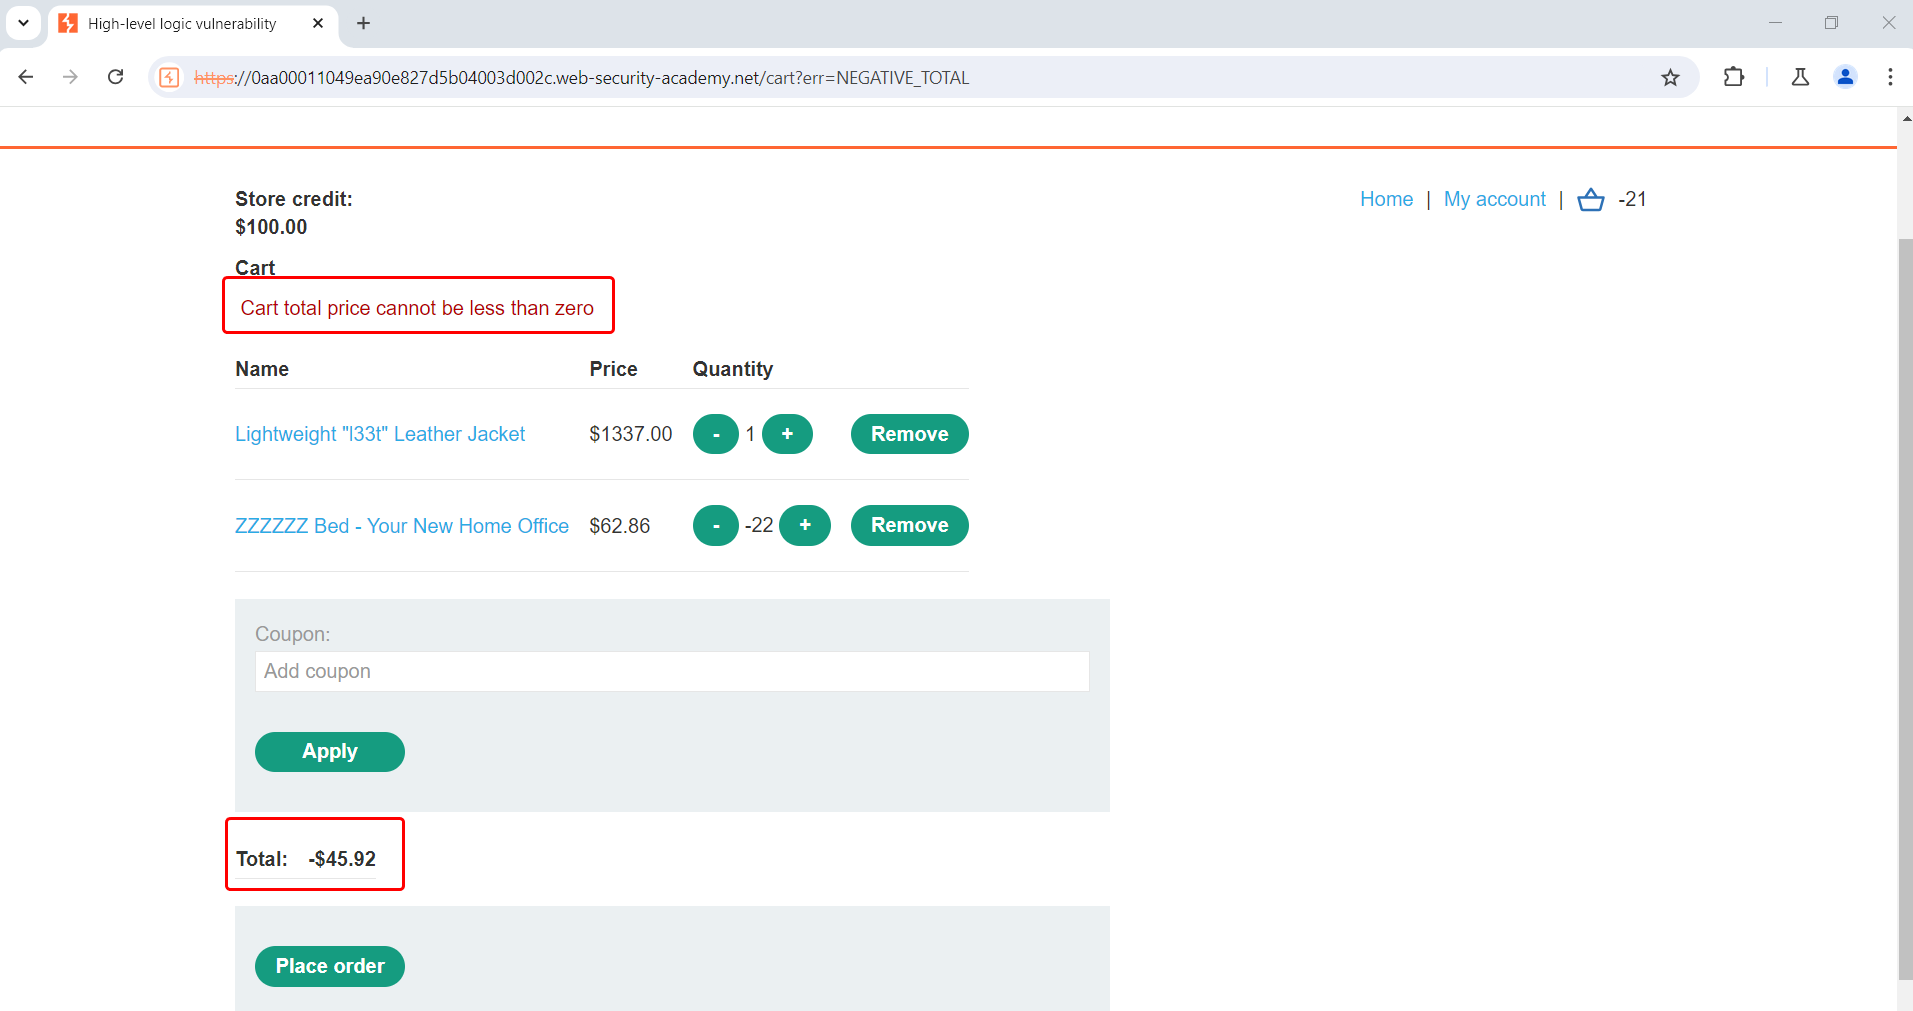 High-level logic vulnerability
https://0aa00011049ea90e827d5b04003d002c.web-security-academy.net/cart?err=NEGATIVE_TOTAL
Store credit:
$100.00
Home | My account | -21
Cart
Cart total price cannot be less than zero
Name Price Quantity
Lightweight "l33t" Leather Jacket $1337.00 - 1 + Remove
ZZZZZZ Bed - Your New Home Office $62.86 - -22 + Remove
Coupon:
Add coupon
Apply
Total: -$45.92
Place order